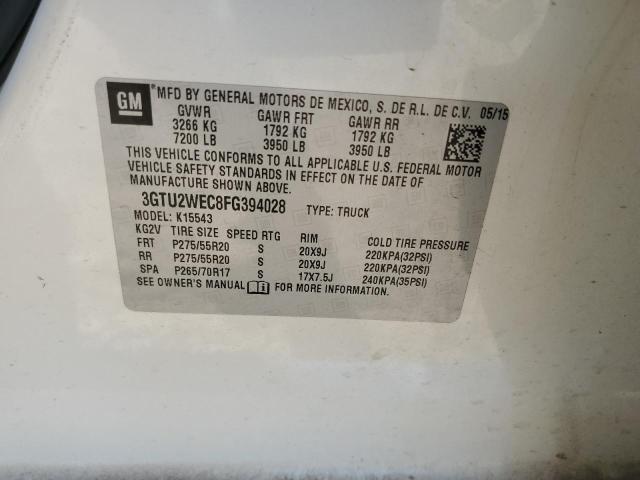 GM
®MFD BY GENERAL MOTORS DE MEXICO, S. DE R.L. DE C.V. 05/15
GVWR GAWR FRT GAWR RR
3266 KG 1792 KG 1792 KG
7200 LB 3950 LB 3950 LB
THIS VEHICLE CONFORMS TO ALL APPLICABLE U.S. FEDERAL MOTOR
VEHICLE SAFETY STANDARDS IN EFFECT ON THE DATE OF
MANUFACTURE SHOWN ABOVE.
3GTU2WEC8FG394028 TYPE: TRUCK
MODEL: K15543
KG2V TIRE SIZE SPEED RTG RIM COLD TIRE PRESSURE
FRT P275/55R20 S 20X9J 220KPA(32PSI)
RR P275/55R20 S 20X9J 220KPA(32PSI)
SPA P265/70R17 S 17X7.5J 240KPA(35PSI)
SEE OWNER'S MANUAL FOR MORE INFORMATION.